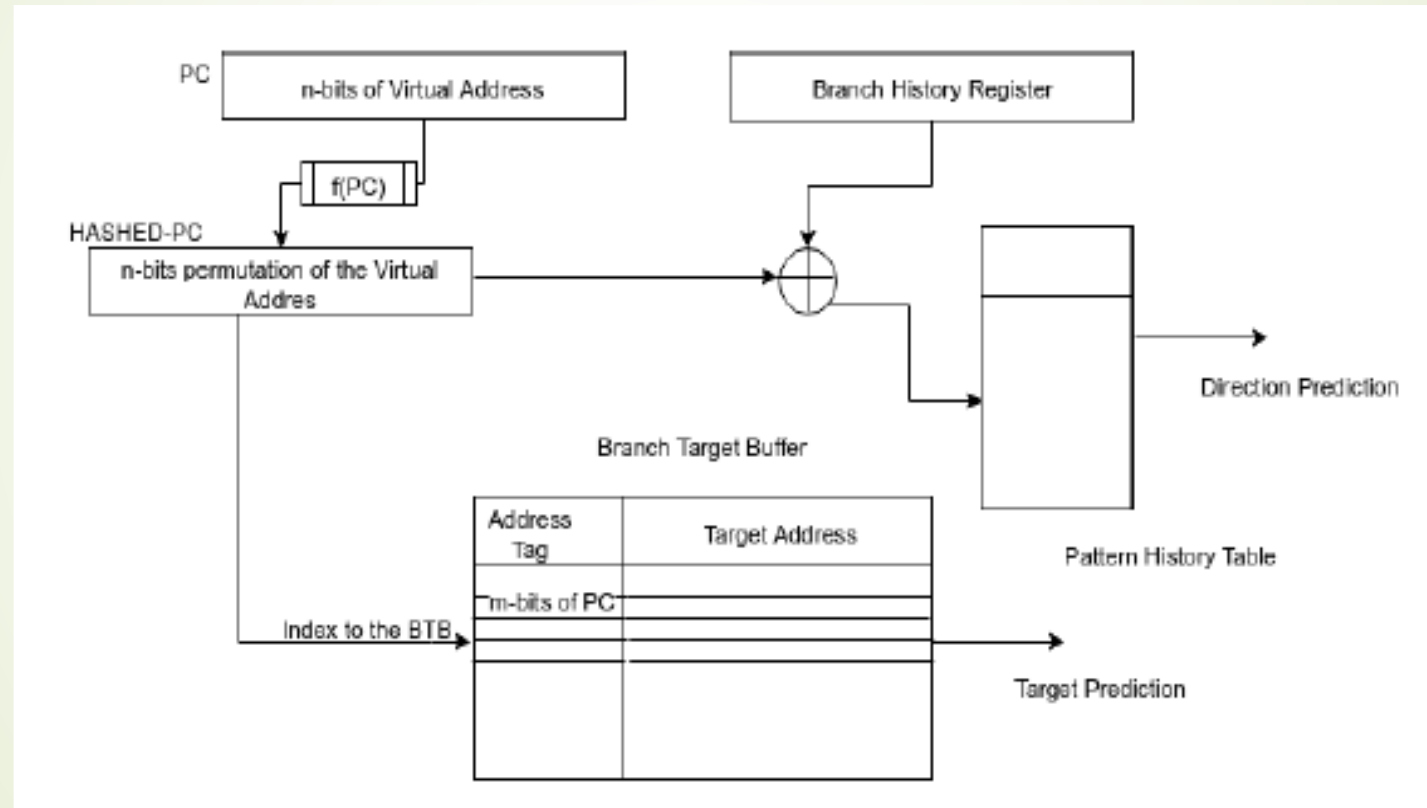 PC
n-bits of Virtual Address
Branch History Register
f(PC)
HASHED-PC
n-bits permutation of the Virtual
Addres
Direction Prediction
Branch Target Buffer
Address
Tag
Target Address
Pattern History Table
m-bits of PC
Index to the BTB
Target Prediction